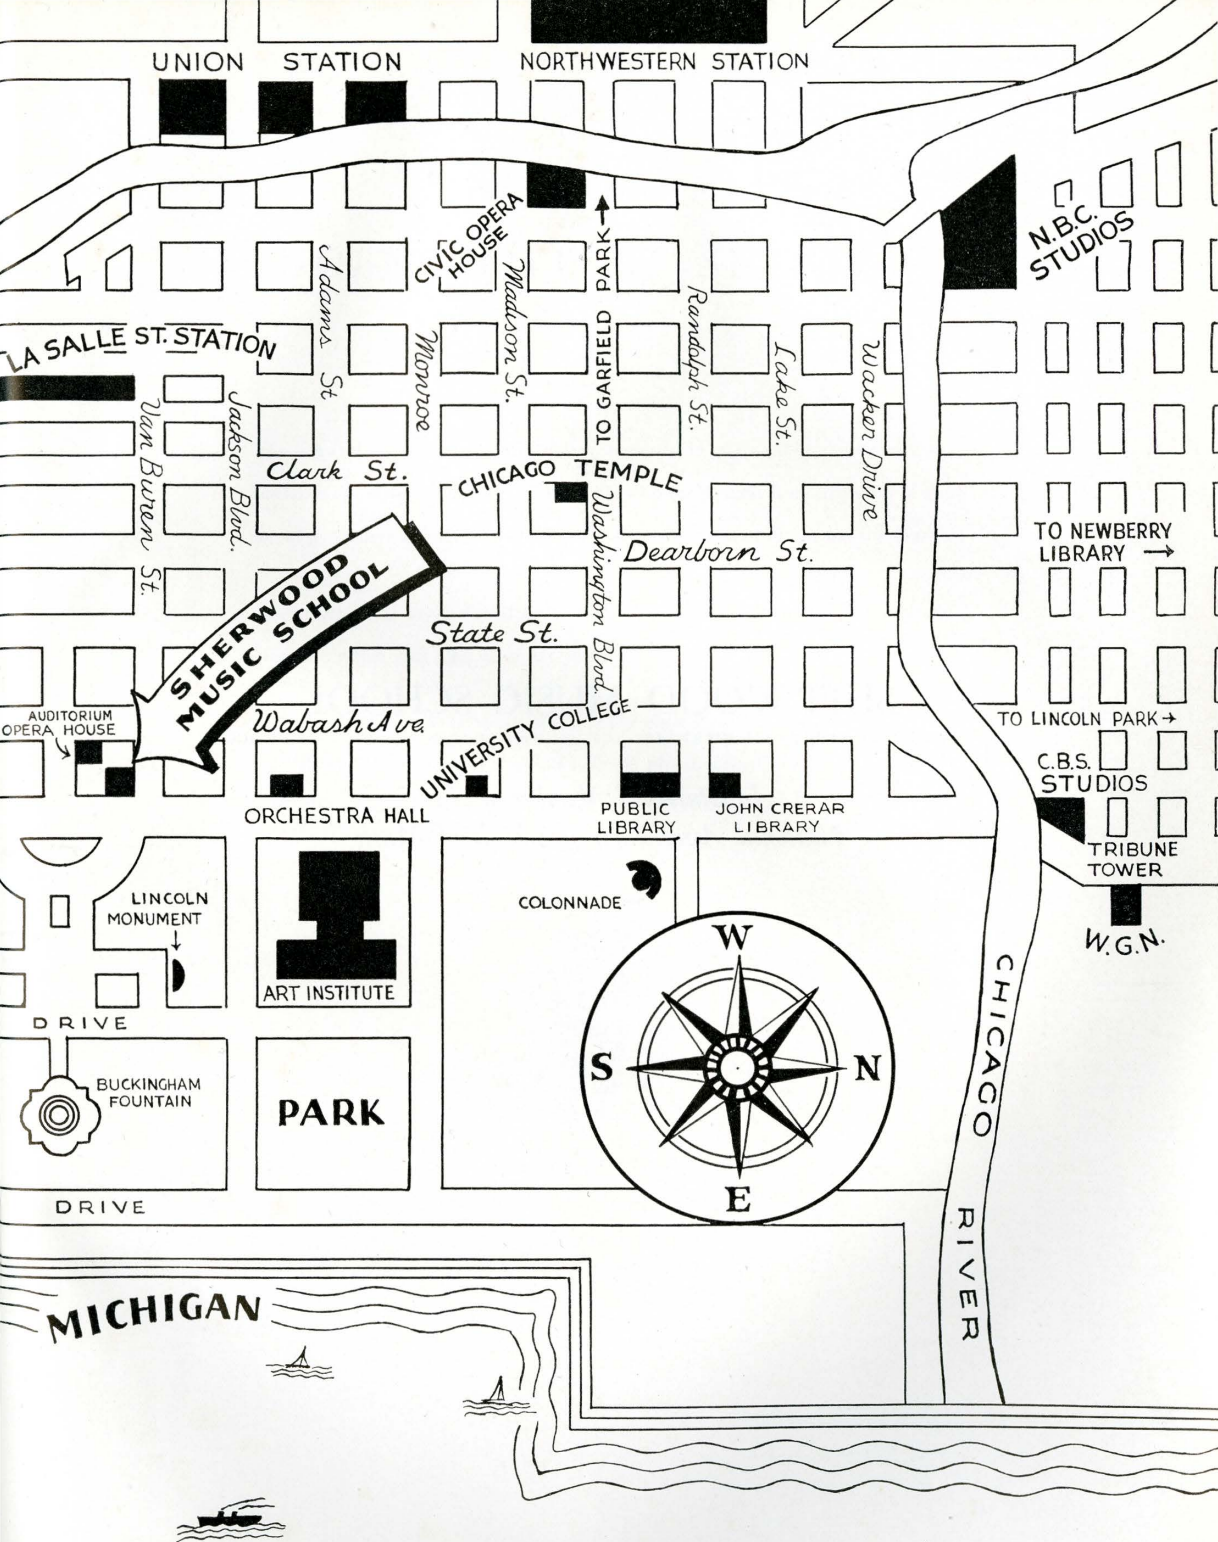 UNION STATION
NORTHWESTERN STATION
CIVIC OPERA
HOUSE
N.B.C.
STUDIOS
TO GARFIELD PARK
Adams St
Monroe
Madison St.
Randolph St.
Lake St.
Wacker Drive
LA SALLE ST. STATION
Van Buren St.
Jackson Blvd.
Clark St.
CHICAGO TEMPLE
Washington Blvd.
TO NEWBERRY
LIBRARY →
Dearborn St.
SHERWOOD
MUSIC SCHOOL
State St.
AUDITORIUM
OPERA HOUSE
Wabash Ave.
UNIVERSITY COLLEGE
TO LINCOLN PARK →
C.B.S.
STUDIOS
ORCHESTRA HALL
PUBLIC
LIBRARY
JOHN CRERAR
LIBRARY
TRIBUNE
TOWER
W.G.N.
LINCOLN
MONUMENT
COLONNADE
ART INSTITUTE
DRIVE
BUCKINGHAM
FOUNTAIN
PARK
W
S
N
E
CHICAGO RIVER
DRIVE
MICHIGAN